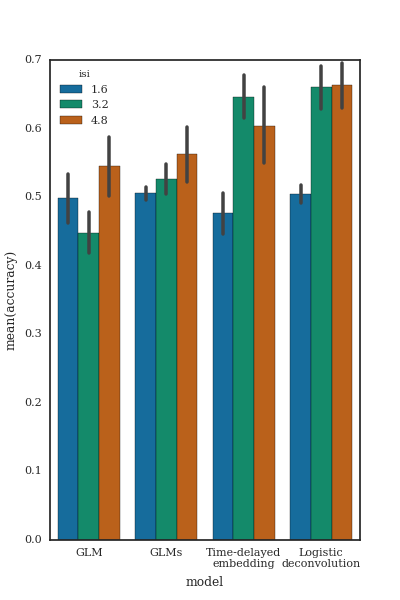 0.7
0.6
0.5
0.4
0.3
0.2
0.1
0.0
mean(accuracy)
isi
1.6
3.2
4.8
GLM
GLMs
Time-delayed
embedding
Logistic
deconvolution
model